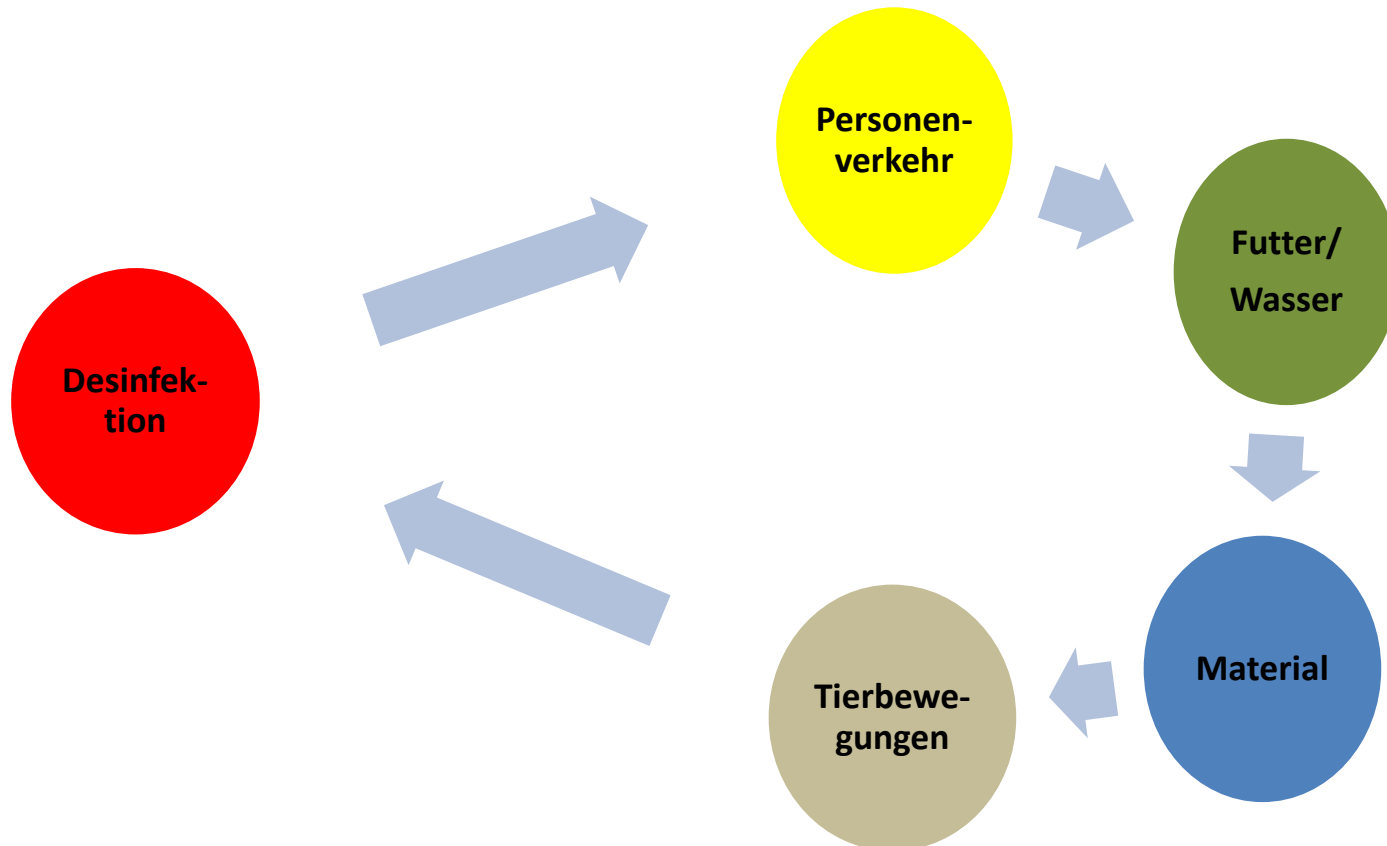 Personen-
verkehr
Futter/
Wasser
Desinfek-
tion
Material
Tierbewe-
gungen